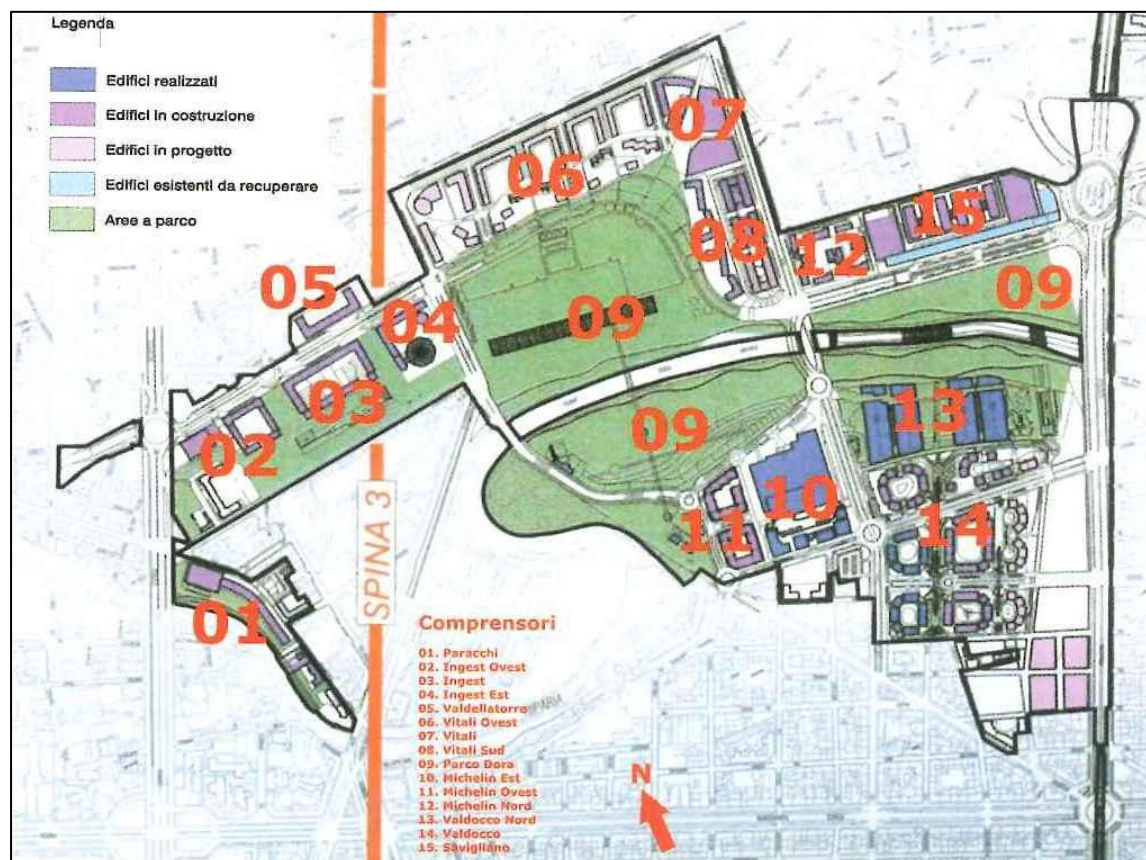 Legenda
Edifici realizzati
Edifici in costruzione
Edifici in progetto
Edifici esistenti da recuperare
Aree a parco
07
06
15
08
12
05
09
04
09
03
13
09
02
10
14
11
SPINA 3
01
Comprensori
01. Paracchi
02. Ingest Ovest
03. Ingest
04. Ingest Est
05. Valdellatorre
06. Vitali Ovest
07. Vitali
08. Vitali Sud
09. Parco Dora
10. Michelin Est
11. Michelin Ovest
12. Michelin Nord
13. Valdocco Nord
14. Valdocco
15. Savigliano
N